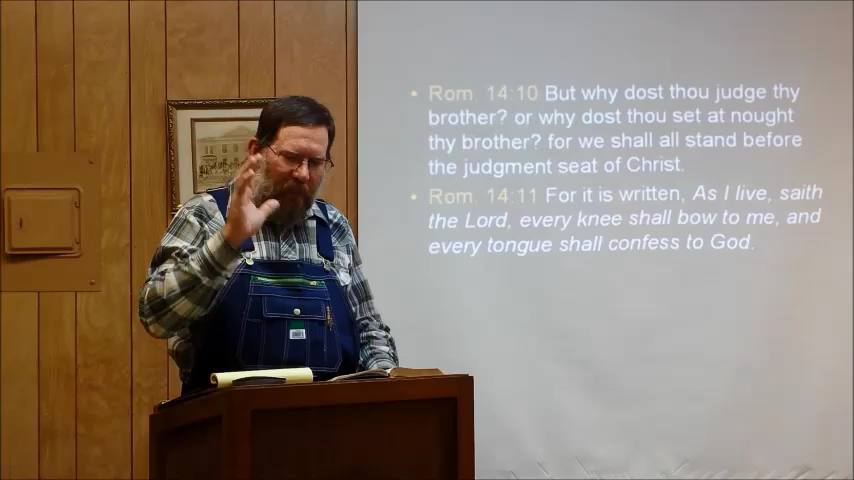 • Rom. 14:10 But why dost thou judge thy
brother? or why dost thou set at nought
thy brother? for we shall all stand before
the judgment seat of Christ.
• Rom. 14:11 For it is written, As I live, saith
the Lord, every knee shall bow to me, and
every tongue shall confess to God.